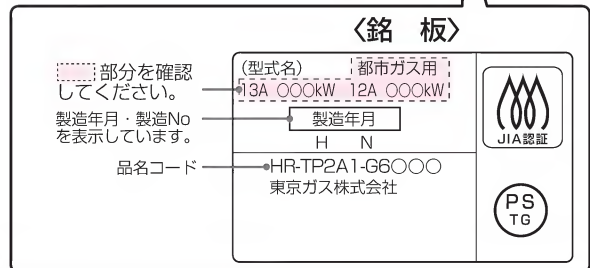 〈銘 板〉
部分を確認
してください。
(型式名) 都市ガス用
13A ○○○kW 12A ○○○kW
製造年月・製造No
を表示しています。
製造年月
H N
品名コード
HR-TP2A1-G6○○○
東京ガス株式会社
JIA認証
PS
TG